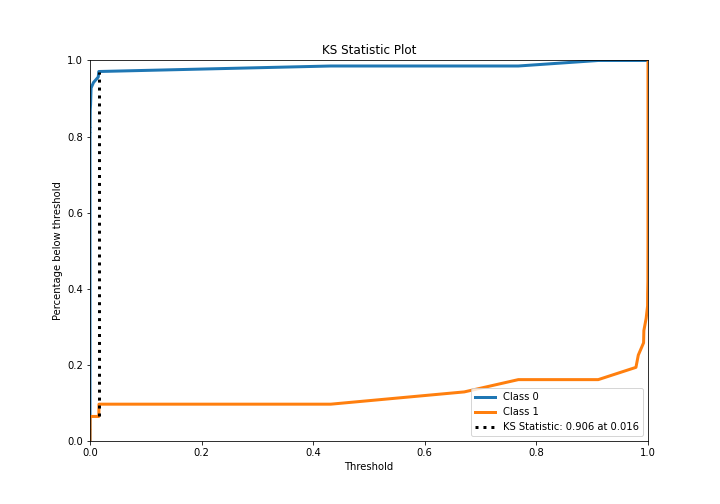 KS Statistic Plot
1.0
0.8
0.6
0.4
0.2
0.0
Percentage below threshold
0.0 0.2 0.4 0.6 0.8 1.0
Threshold
Class 0
Class 1
KS Statistic: 0.906 at 0.016